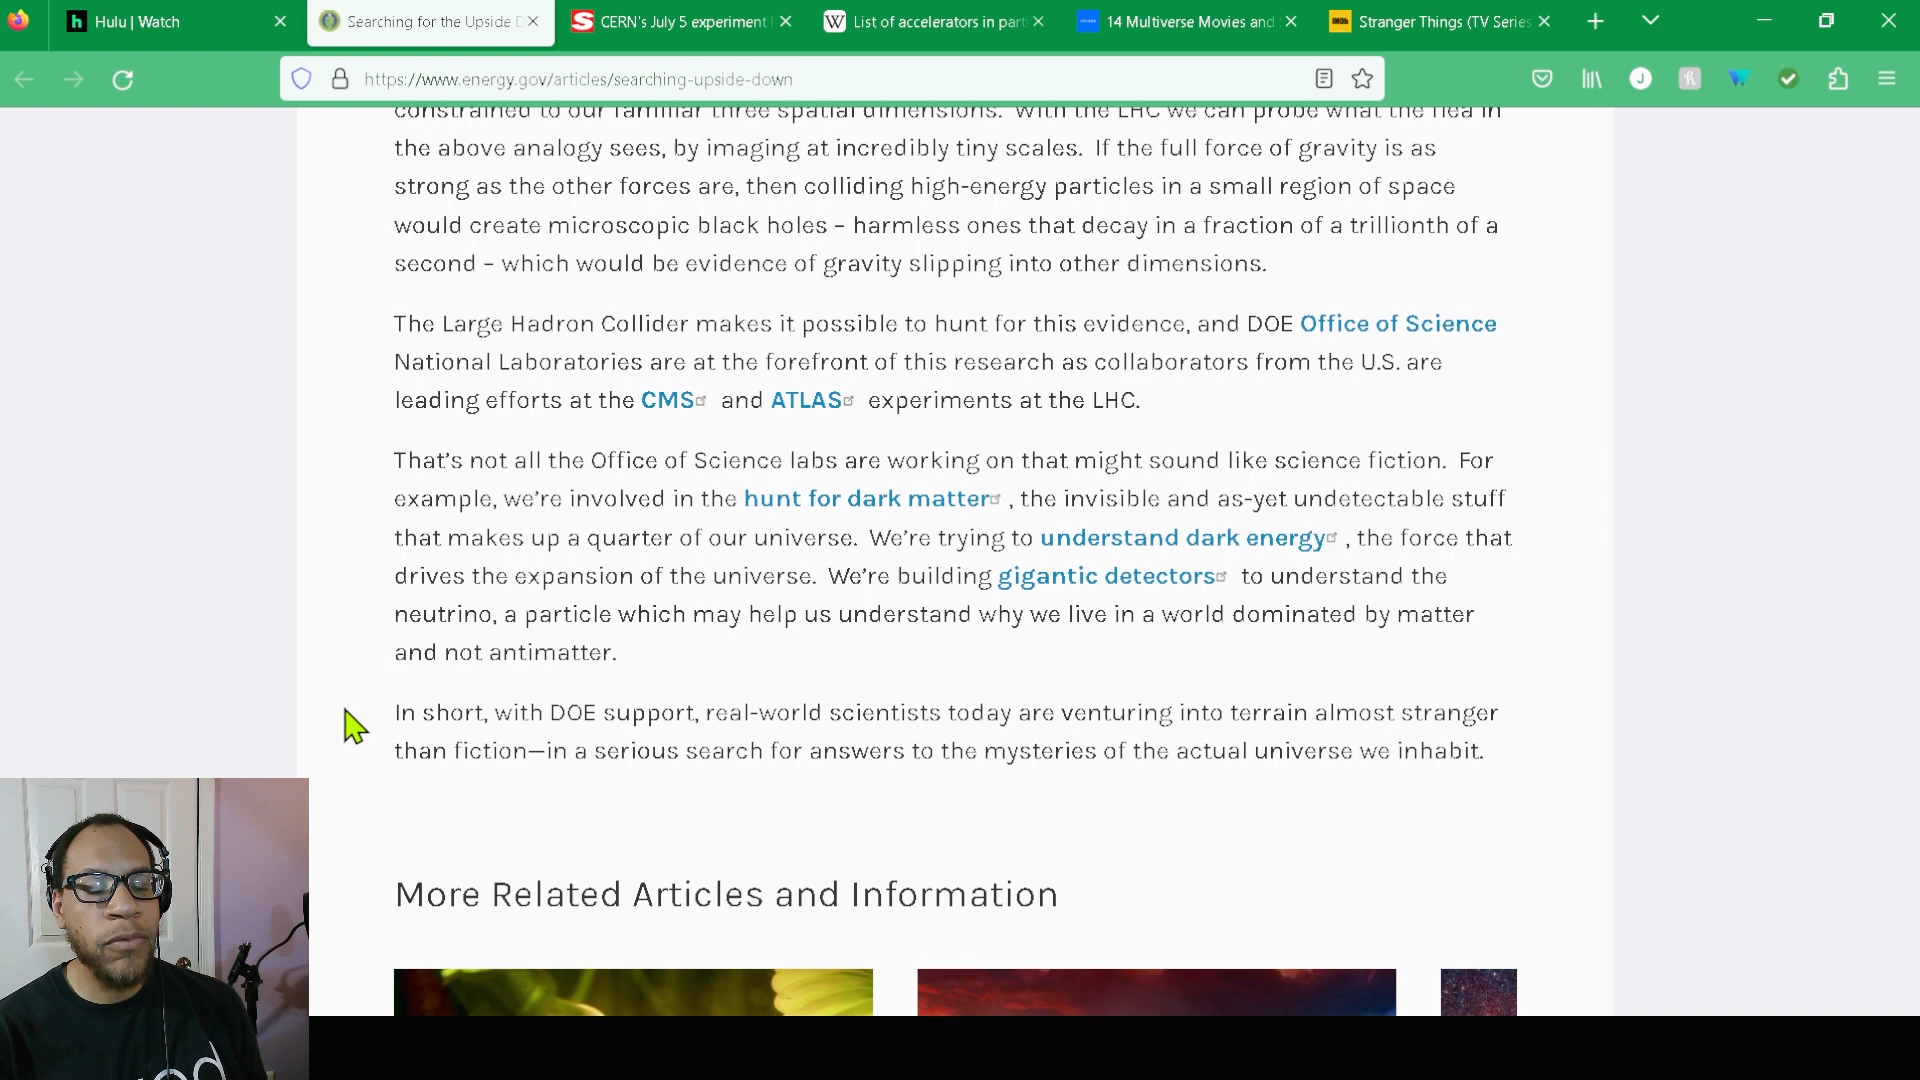 Hulu | Watch
Searching for the Upside D
CERN's July 5 experiment
List of accelerators in part
14 Multiverse Movies and
Stranger Things (TV Series
https://www.energy.gov/articles/searching-upside-down
constrained to our familiar three spatial dimensions. With the LHC we can probe what the flea in
the above analogy sees, by imaging at incredibly tiny scales. If the full force of gravity is as
strong as the other forces are, then colliding high-energy particles in a small region of space
would create microscopic black holes – harmless ones that decay in a fraction of a trillionth of a
second – which would be evidence of gravity slipping into other dimensions.
The Large Hadron Collider makes it possible to hunt for this evidence, and DOE Office of Science
National Laboratories are at the forefront of this research as collaborators from the U.S. are
leading efforts at the CMS and ATLAS experiments at the LHC.
That's not all the Office of Science labs are working on that might sound like science fiction. For
example, we're involved in the hunt for dark matter , the invisible and as-yet undetectable stuff
that makes up a quarter of our universe. We're trying to understand dark energy , the force that
drives the expansion of the universe. We're building gigantic detectors to understand the
neutrino, a particle which may help us understand why we live in a world dominated by matter
and not antimatter.
In short, with DOE support, real-world scientists today are venturing into terrain almost stranger
than fiction—in a serious search for answers to the mysteries of the actual universe we inhabit.
More Related Articles and Information